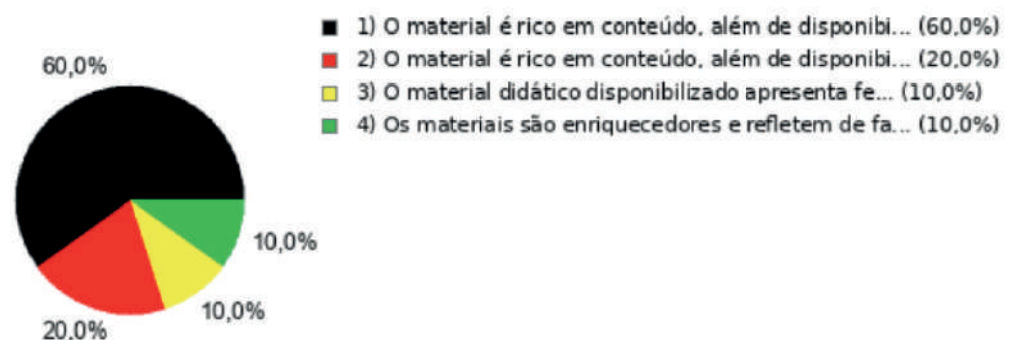 1) O material é rico em conteúdo, além de disponibi... (60,0%)
2) O material é rico em conteúdo, além de disponibi... (20,0%)
3) O material didático disponibilizado apresenta fe... (10,0%)
4) Os materiais são enriquecedores e refletem de fa... (10,0%)
60,0%
10,0%
10,0%
20,0%